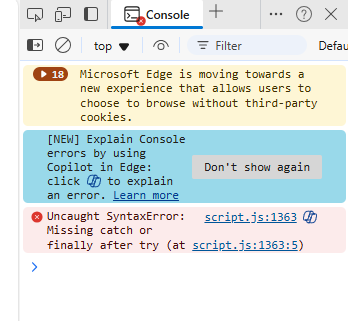 Console
top
Filter
Defau
18
Microsoft Edge is moving towards a
new experience that allows users to
choose to browse without third-party
cookies.
[NEW] Explain Console
errors by using
Copilot in Edge:
click to explain
an error. Learn more
Don't show again
Uncaught SyntaxError: script.js:1363
Missing catch or
finally after try (at script.js:1363:5)